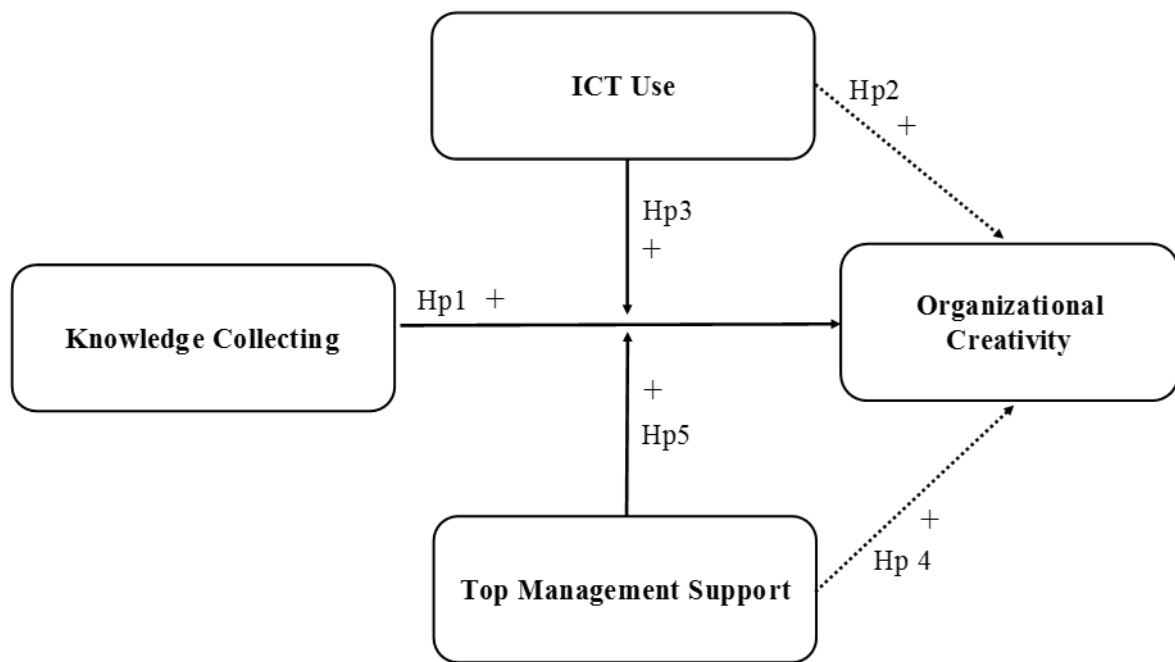 ICT Use
Hp2
+
Hp3
+
Hp1 +
Knowledge Collecting
Organizational
Creativity
+
Hp5
+
Hp 4
Top Management Support